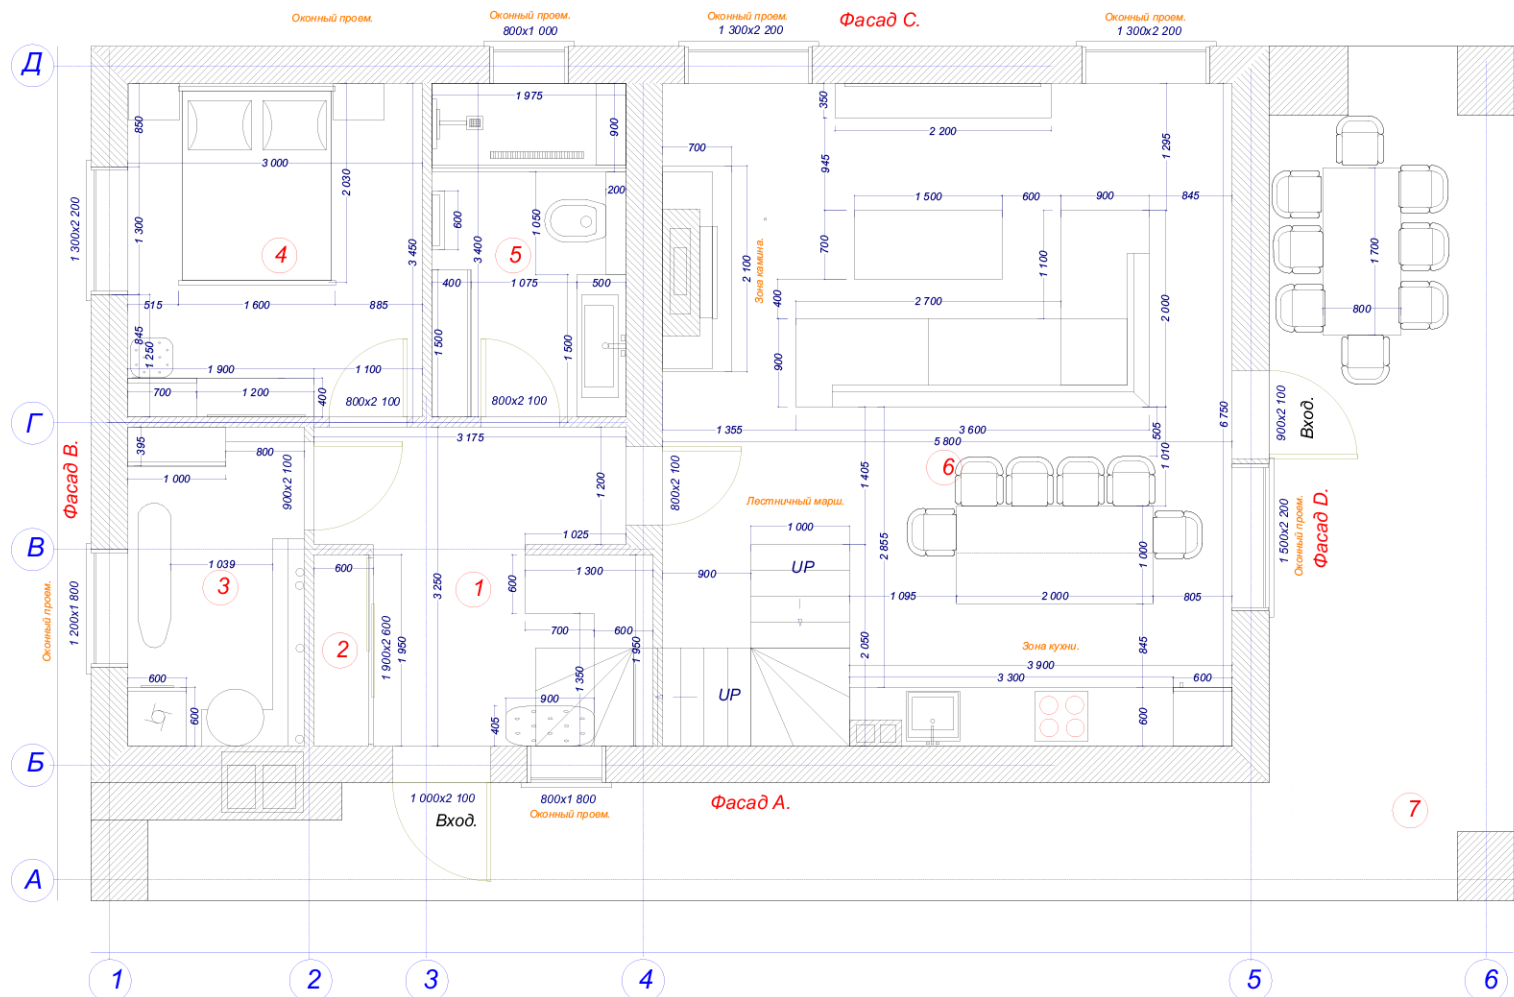 Оконный проем.
Оконный проем.
800x1 000
Оконный проем.
1 300x2 200
Фасад С.
Оконный проем.
1 300x2 200
Д
1 975
900
350
2 200
1 295
850
3 000
2 030
700
945
200
600
1 050
1 500
600
900
845
1 300x2 200
1 300
4
3 450
3 400
5
2 100
Зона камина.
700
1 100
1 700
400
1 075
500
400
2 700
2 000
800
515
1 600
885
845
1 250
1 500
1 500
900
1 900
1 100
700
1 200
400
800x2 100
800x2 100
Г
3 175
1 355
3 600
5 800
505
1 010
6 750
900x2 100
Вход.
Фасад В.
395
800
1 000
900x2 100
1 200
800x2 100
1 405
6
Лестничный марш.
1 000
1 500x2 200
Оконный проем.
Фасад D.
В
1 025
2 855
1 000
1 039
3
600
3 250
1
600
1 300
900
UP
1 095
2 000
805
Оконный проем.
1 200x1 800
2
1 900x2 600
1 950
700
600
1 950
2 050
845
Зона кухни.
3 900
3 300
600
600
600
1 350
900
405
UP
600
Б
1 000x2 100
Вход.
800x1 800
Оконный проем.
Фасад А.
7
А
1
2
3
4
5
6